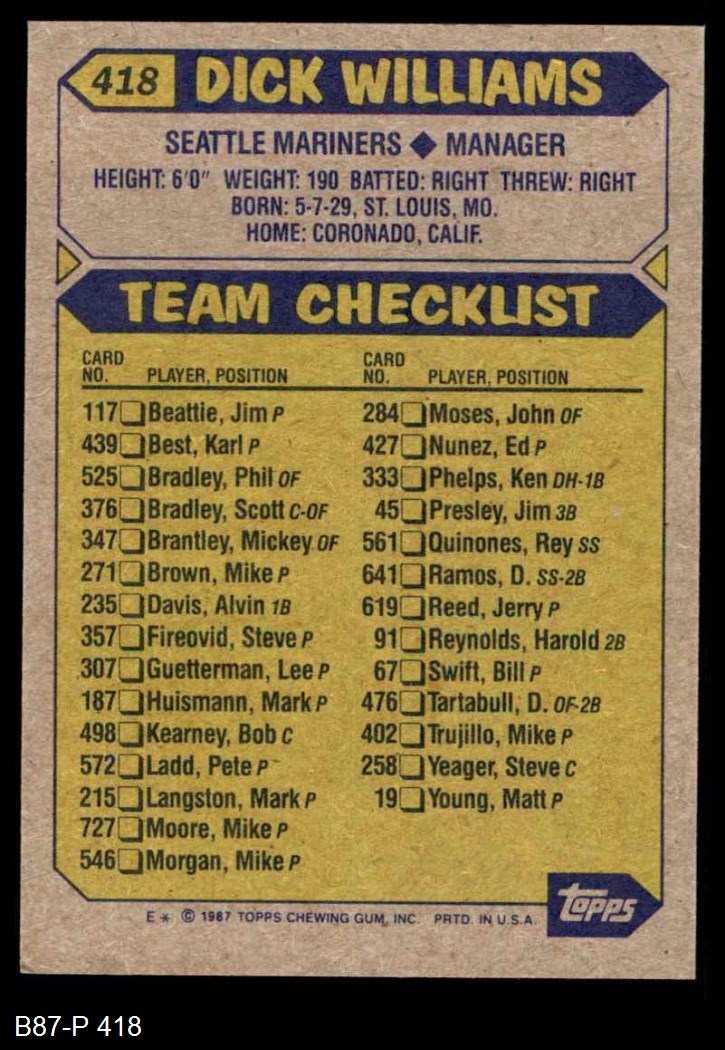 418 DICK WILLIAMS
SEATTLE MARINERS ◆ MANAGER
HEIGHT: 6'0" WEIGHT: 190 BATTED: RIGHT THREW: RIGHT
BORN: 5-7-29, ST. LOUIS, MO.
HOME: CORONADO, CALIF.
TEAM CHECKLIST
CARD
NO. PLAYER, POSITION
117 Beattie, Jim P
439 Best, Karl P
525 Bradley, Phil OF
376 Bradley, Scott C-OF
347 Brantley, Mickey OF
271 Brown, Mike P
235 Davis, Alvin 1B
357 Fireovid, Steve P
307 Guetterman, Lee P
187 Huismann, Mark P
498 Kearney, Bob C
572 Ladd, Pete P
215 Langston, Mark P
727 Moore, Mike P
546 Morgan, Mike P
CARD
NO. PLAYER, POSITION
284 Moses, John OF
427 Nunez, Ed P
333 Phelps, Ken DH-1B
45 Presley, Jim 3B
561 Quinones, Rey SS
641 Ramos, D. SS-2B
619 Reed, Jerry P
91 Reynolds, Harold 2B
67 Swift, Bill P
476 Tartabull, D. OF-2B
402 Trujillo, Mike P
258 Yeager, Steve C
19 Young, Matt P
E * © 1987 TOPPS CHEWING GUM, INC. PRTD. IN U.S.A.
topps
B87-P 418